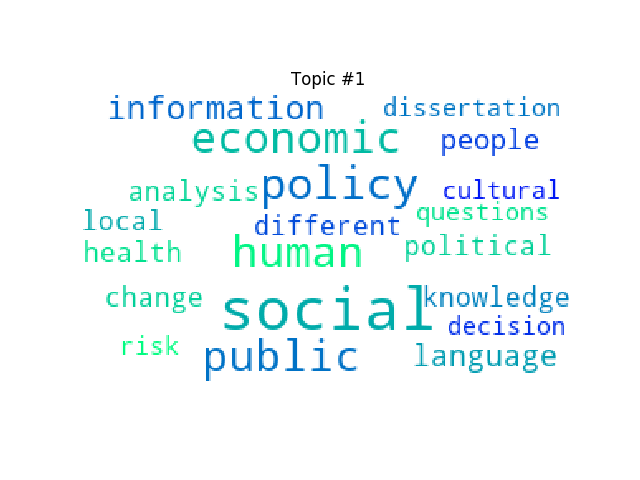 Topic #1
information dissertation
economic people
analysis policy cultural
local different questions
health human political
change social knowledge
decision
risk public language